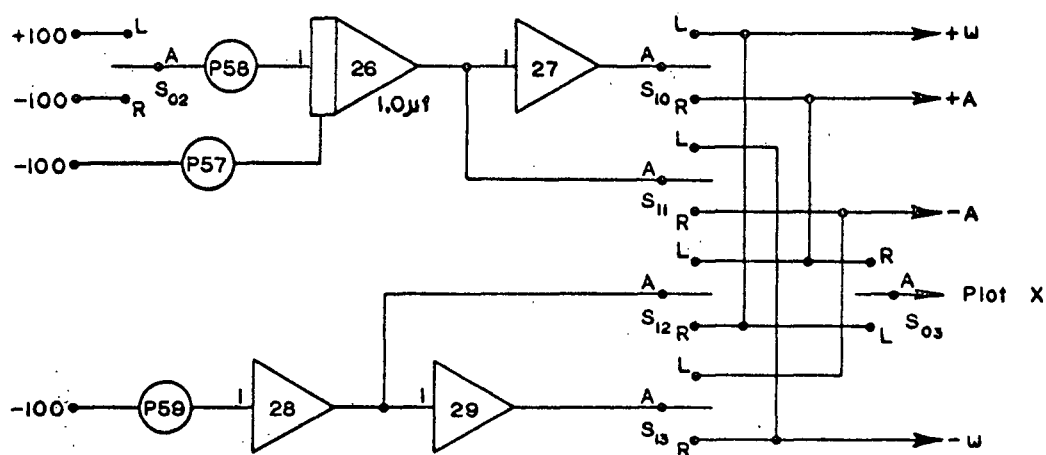 +100 L
A P58 1 26 1 27 A L +W
S02 1.0μf S10
-100 R R +A
L
-100 P57 A
S11 R -A
L R
A A Plot X
S12 R L S03
L
-100 P59 1 28 1 29 A
S13 R -W